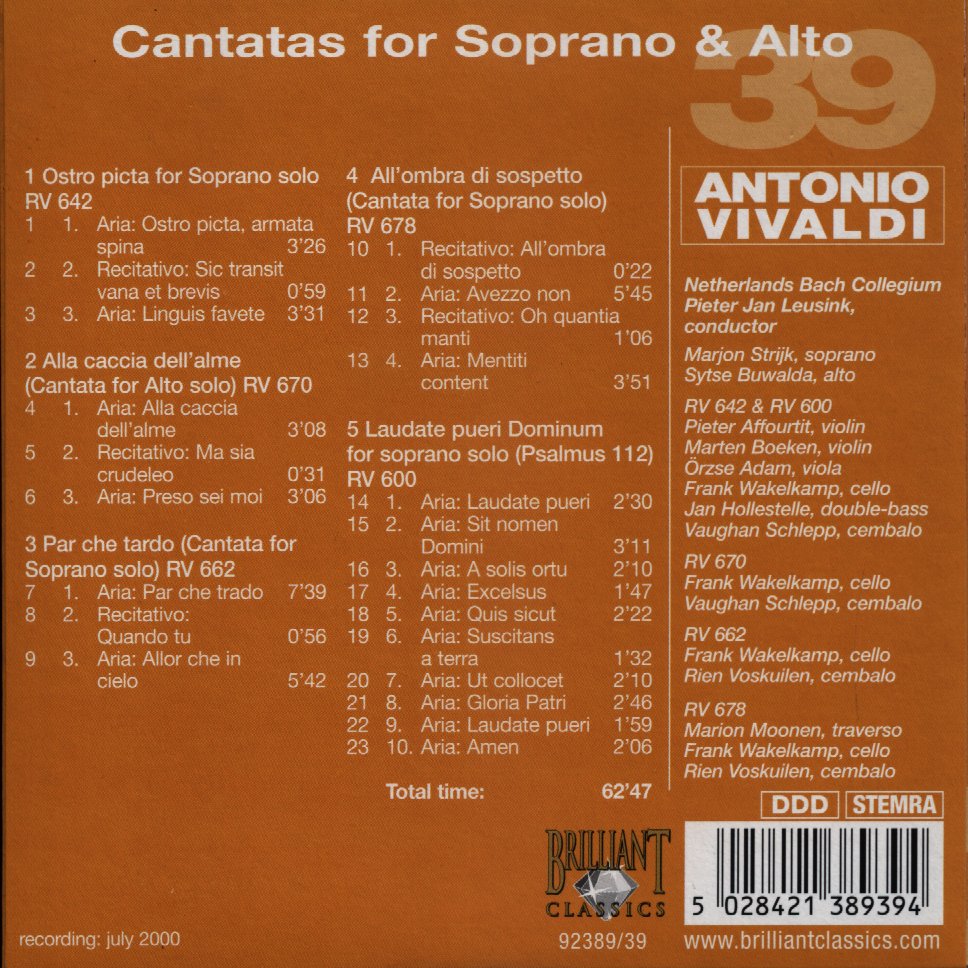 Cantatas for Soprano & Alto
39
1 Ostro picta for Soprano solo
RV 642
1 1. Aria: Ostro picta, armata
spina 3'26
2 2. Recitativo: Sic transit
vana et brevis 0'59
3 3. Aria: Linguis favete 3'31
2 Alla caccia dell'alme
(Cantata for Alto solo) RV 670
4 1. Aria: Alla caccia
dell'alme 3'08
5 2. Recitativo: Ma sia
crudeleo 0'31
6 3. Aria: Preso sei moi 3'06
3 Par che tardo (Cantata for
Soprano solo) RV 662
7 1. Aria: Par che trado 7'39
8 2. Recitativo:
Quando tu 0'56
9 3. Aria: Allor che in
cielo 5'42
4 All'ombra di sospetto
(Cantata for Soprano solo)
RV 678
10 1. Recitativo: All'ombra
di sospetto 0'22
11 2. Aria: Avezzo non 5'45
12 3. Recitativo: Oh quantia
manti 1'06
13 4. Aria: Mentiti
content 3'51
5 Laudate pueri Dominum
for soprano solo (Psalmus 112)
RV 600
14 1. Aria: Laudate pueri 2'30
15 2. Aria: Sit nomen
Domini 3'11
16 3. Aria: A solis ortu 2'10
17 4. Aria: Excelsus 1'47
18 5. Aria: Quis sicut 2'22
19 6. Aria: Suscitans
a terra 1'32
20 7. Aria: Ut collocet 2'10
21 8. Aria: Gloria Patri 2'46
22 9. Aria: Laudate pueri 1'59
23 10. Aria: Amen 2'06
Total time: 62'47
ANTONIO
VIVALDI
Netherlands Bach Collegium
Pieter Jan Leusink,
conductor
Marjon Strijk, soprano
Sytse Buwalda, alto
RV 642 & RV 600
Pieter Affourtit, violin
Marten Boeken, violin
Örzse Adam, viola
Frank Wakelkamp, cello
Jan Hollestelle, double-bass
Vaughan Schlepp, cembalo
RV 670
Frank Wakelkamp, cello
Vaughan Schlepp, cembalo
RV 662
Frank Wakelkamp, cello
Rien Voskuilen, cembalo
RV 678
Marion Moonen, traverso
Frank Wakelkamp, cello
Rien Voskuilen, cembalo
DDD STEMRA
BRILLIANT
CLASSICS
5 028421 389394
recording: july 2000
92389/39
www.brilliantclassics.com